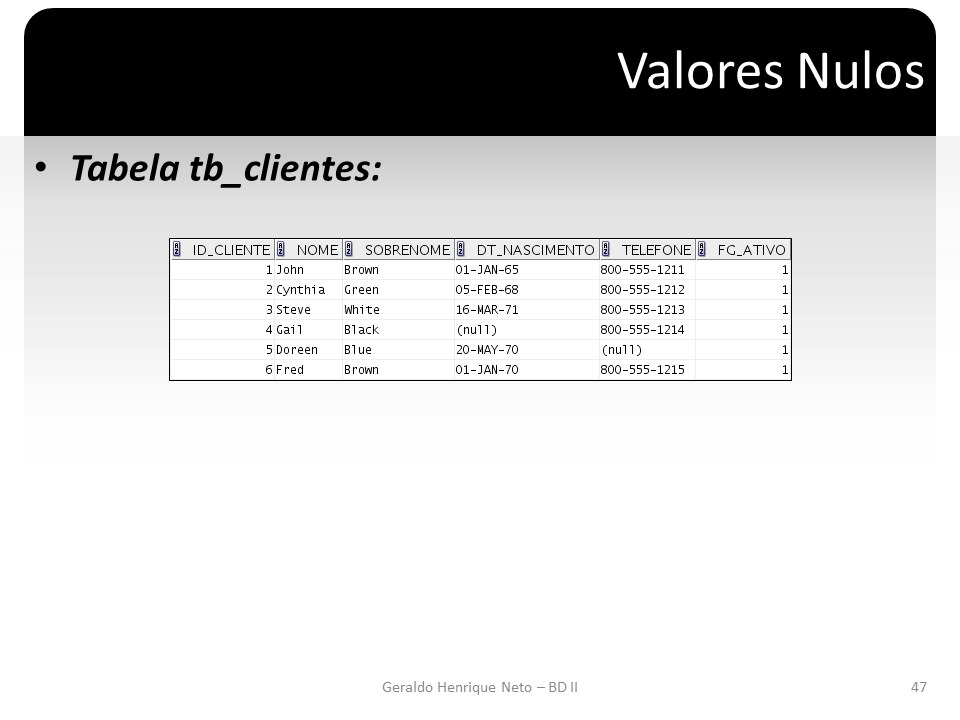 Valores Nulos
• Tabela tb_clientes:
ID_CLIENTE NOME SOBRENOME DT_NASCIMENTO TELEFONE FG_ATIVO
1 John Brown 01-JAN-65 800-555-1211 1
2 Cynthia Green 05-FEB-68 800-555-1212 1
3 Steve White 16-MAR-71 800-555-1213 1
4 Gail Black (null) 800-555-1214 1
5 Doreen Blue 20-MAY-70 (null) 1
6 Fred Brown 01-JAN-70 800-555-1215 1
Geraldo Henrique Neto – BD II 47